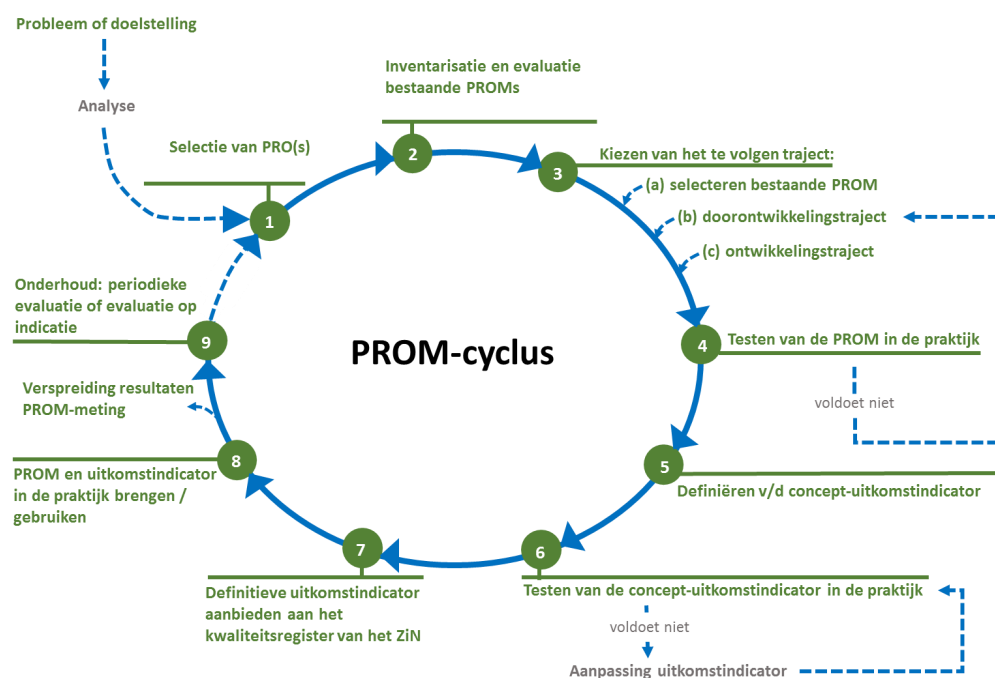 Probleem of doelstelling
Analyse
Selectie van PRO(s)
1
Inventarisatie en evaluatie
bestaande PROMs
2
Kiezen van het te volgen traject:
3
(a) selecteren bestaande PROM
(b) doorontwikkelingstraject
(c) ontwikkelingstraject
4
Testen van de PROM in de praktijk
voldoet niet
5
Definiëren v/d concept-uitkomstindicator
6
Testen van de concept-uitkomstindicator in de praktijk
voldoet niet
Aanpassing uitkomstindicator
7
Definitieve uitkomstindicator
aanbieden aan het
kwaliteitsregister van het ZiN
8
PROM en uitkomstindicator
in de praktijk brengen /
gebruiken
Verspreiding resultaten
PROM-meting
9
Onderhoud: periodieke
evaluatie of evaluatie op
indicatie
PROM-cyclus